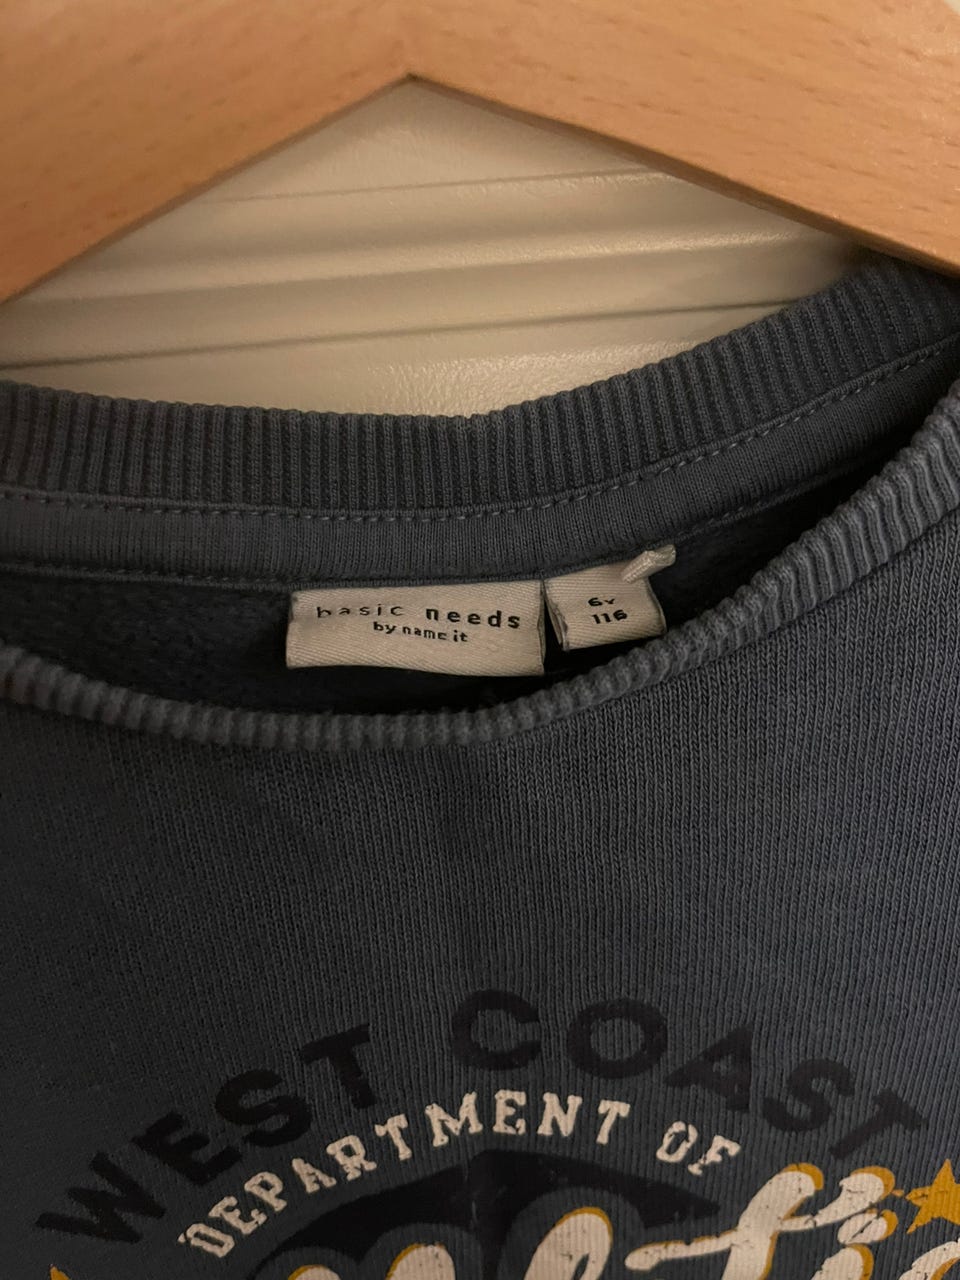 basic needs
by name it
6Y
116
WEST COAST
DEPARTMENT OF